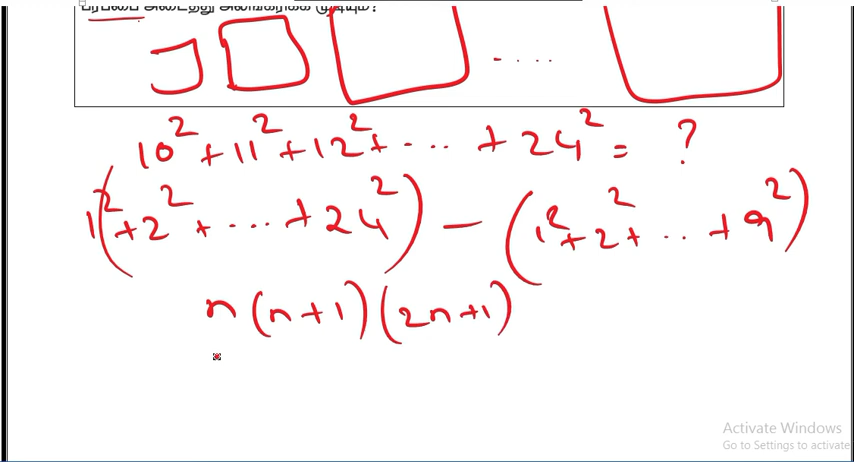 10² + 11² + 12² + ... + 24² = ?
(1² + 2² + ... + 24²) − (1² + 2² + ... + 9²)
n(n+1)(2n+1)
Activate Windows
Go to Settings to activate